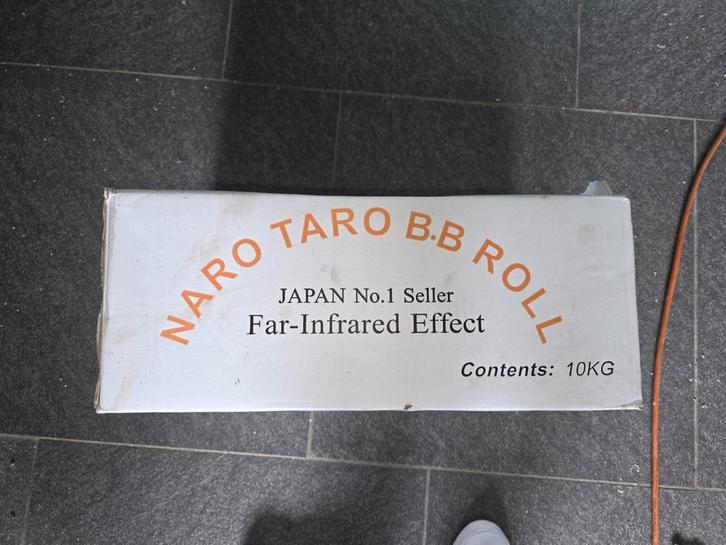 NARO TARO B.B ROLL
JAPAN No.1 Seller
Far-Infrared Effect
Contents: 10KG